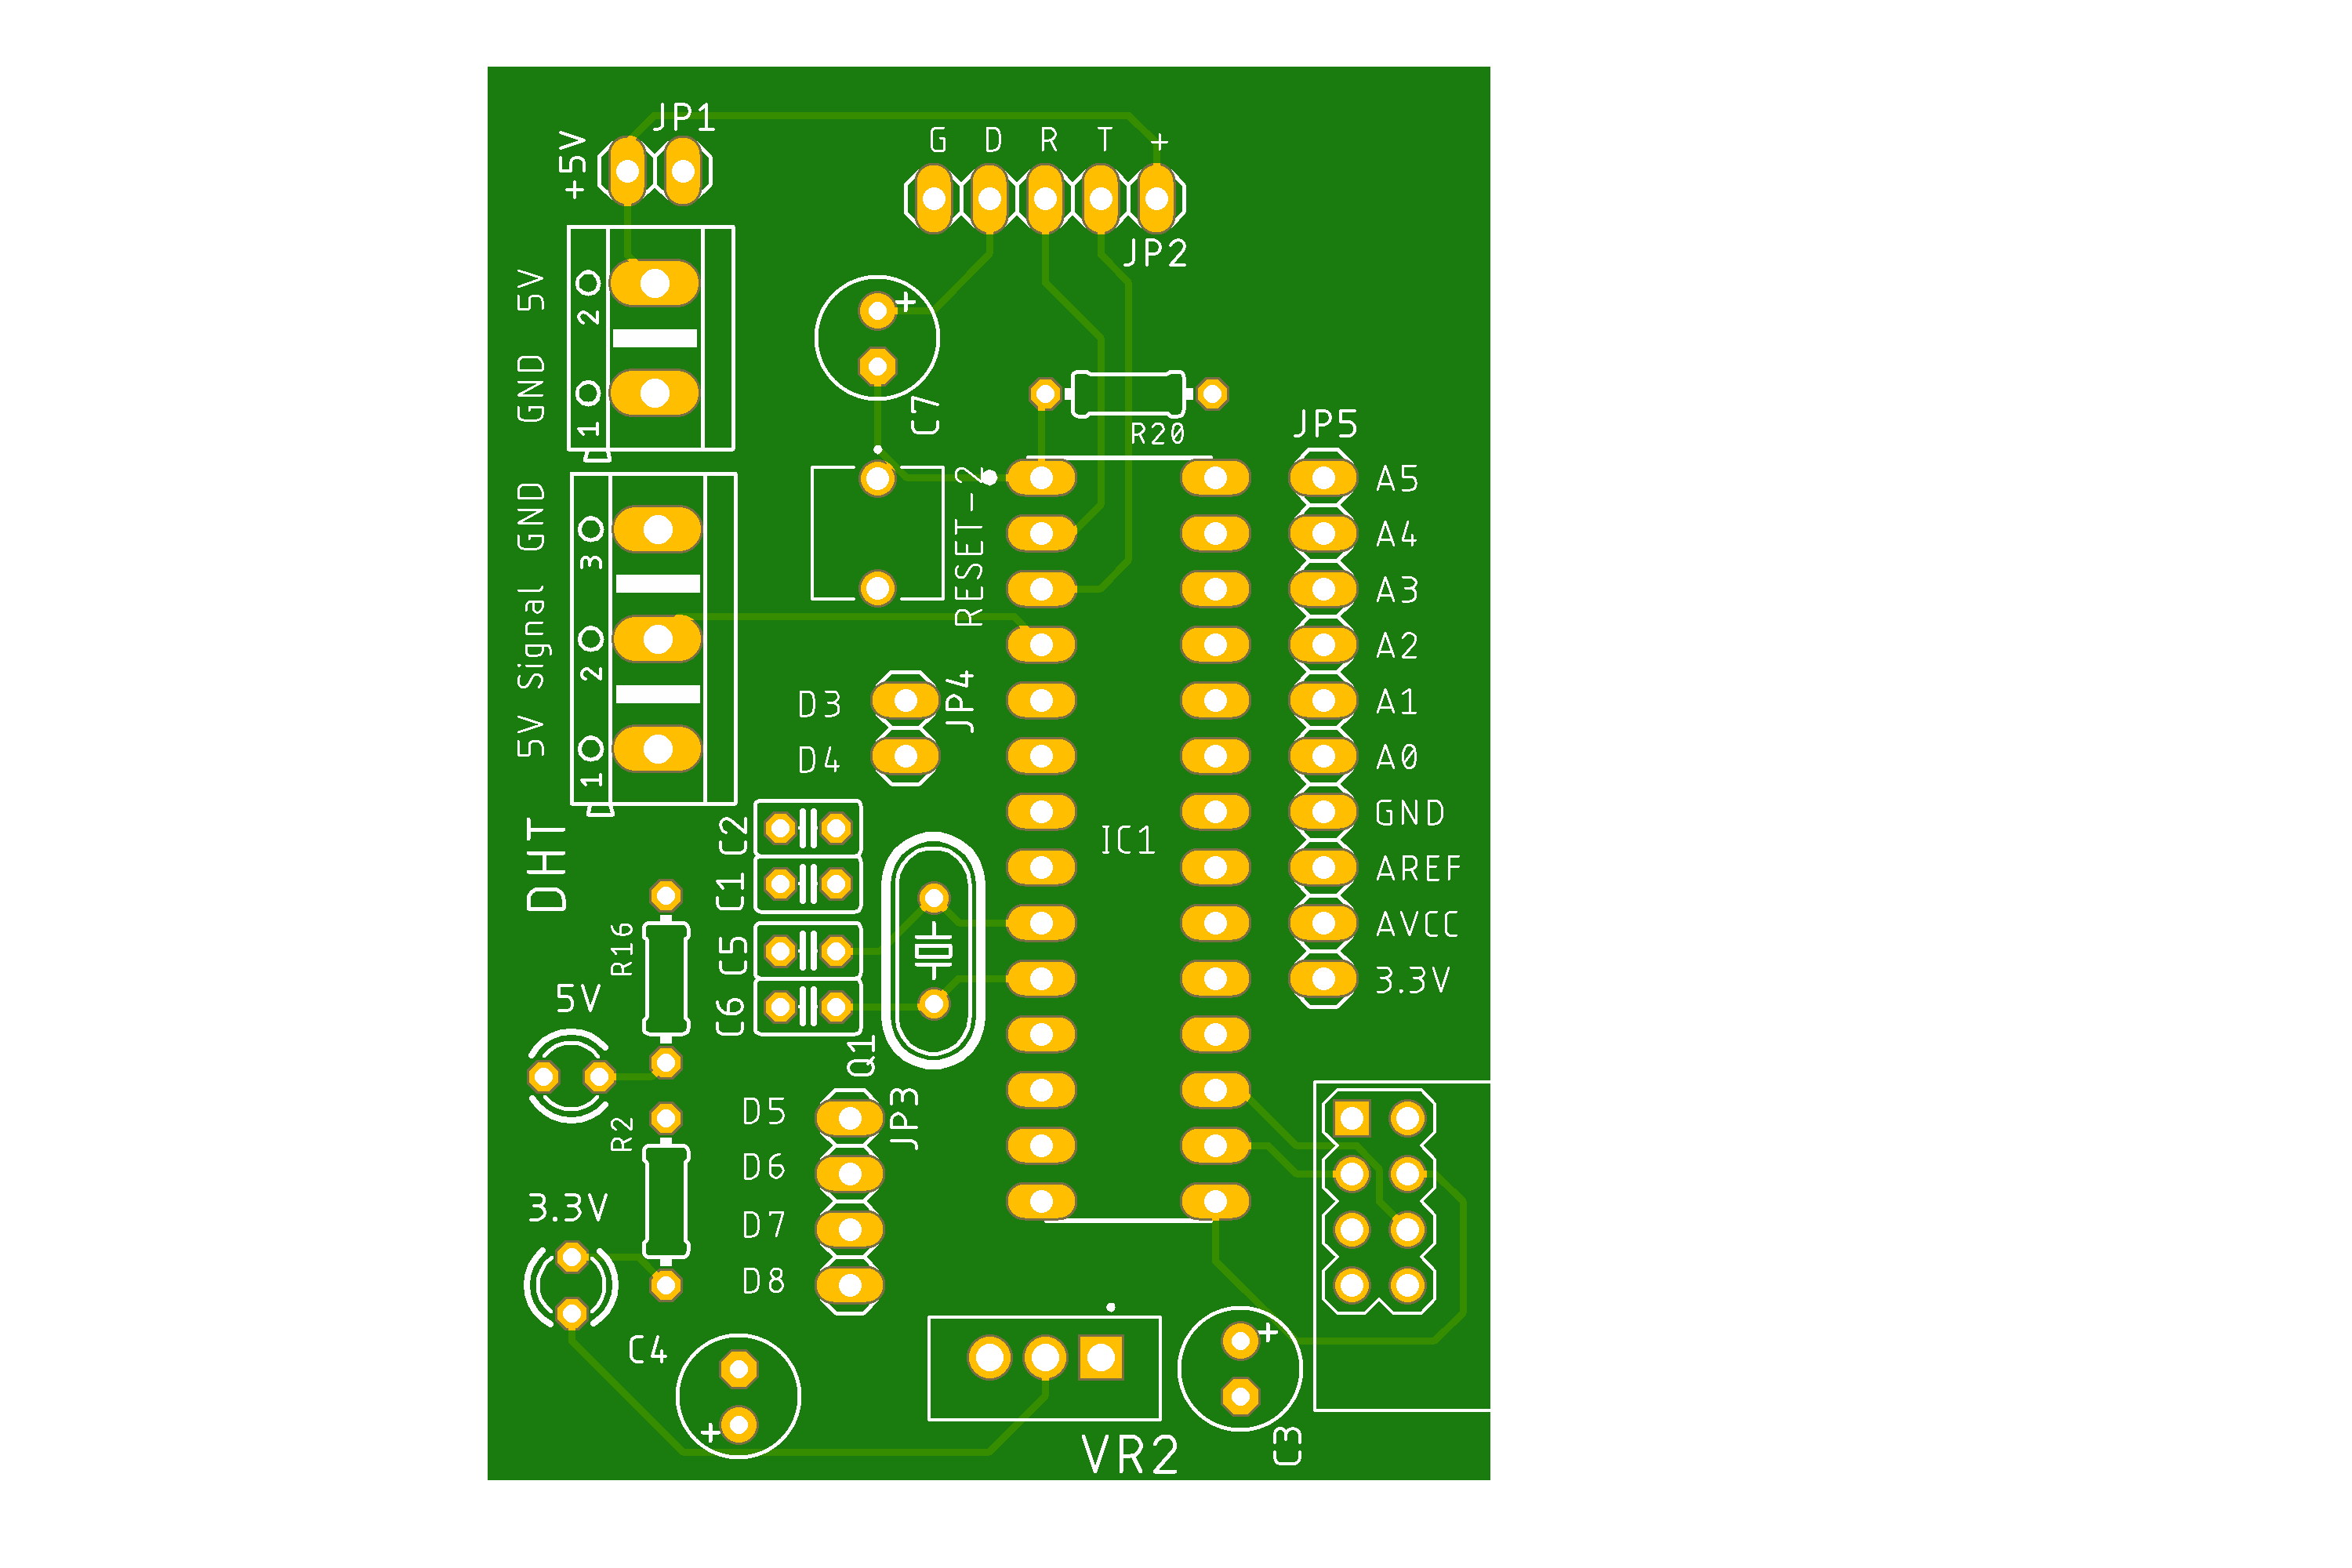 JP1
+5V
G D R T +
JP2
5V
2
GND
1
+
C7
R20
JP5
GND
3
Signal
2
5V
1
DHT
RESET-2
A5
A4
A3
A2
A1
A0
GND
AREF
AVCC
3.3V
D3
D4
JP4
IC1
C2
C1
C5
C6
Q1
R16
5V
R2
3.3V
D5
D6
D7
D8
JP3
C4
+
VR2
+
C3